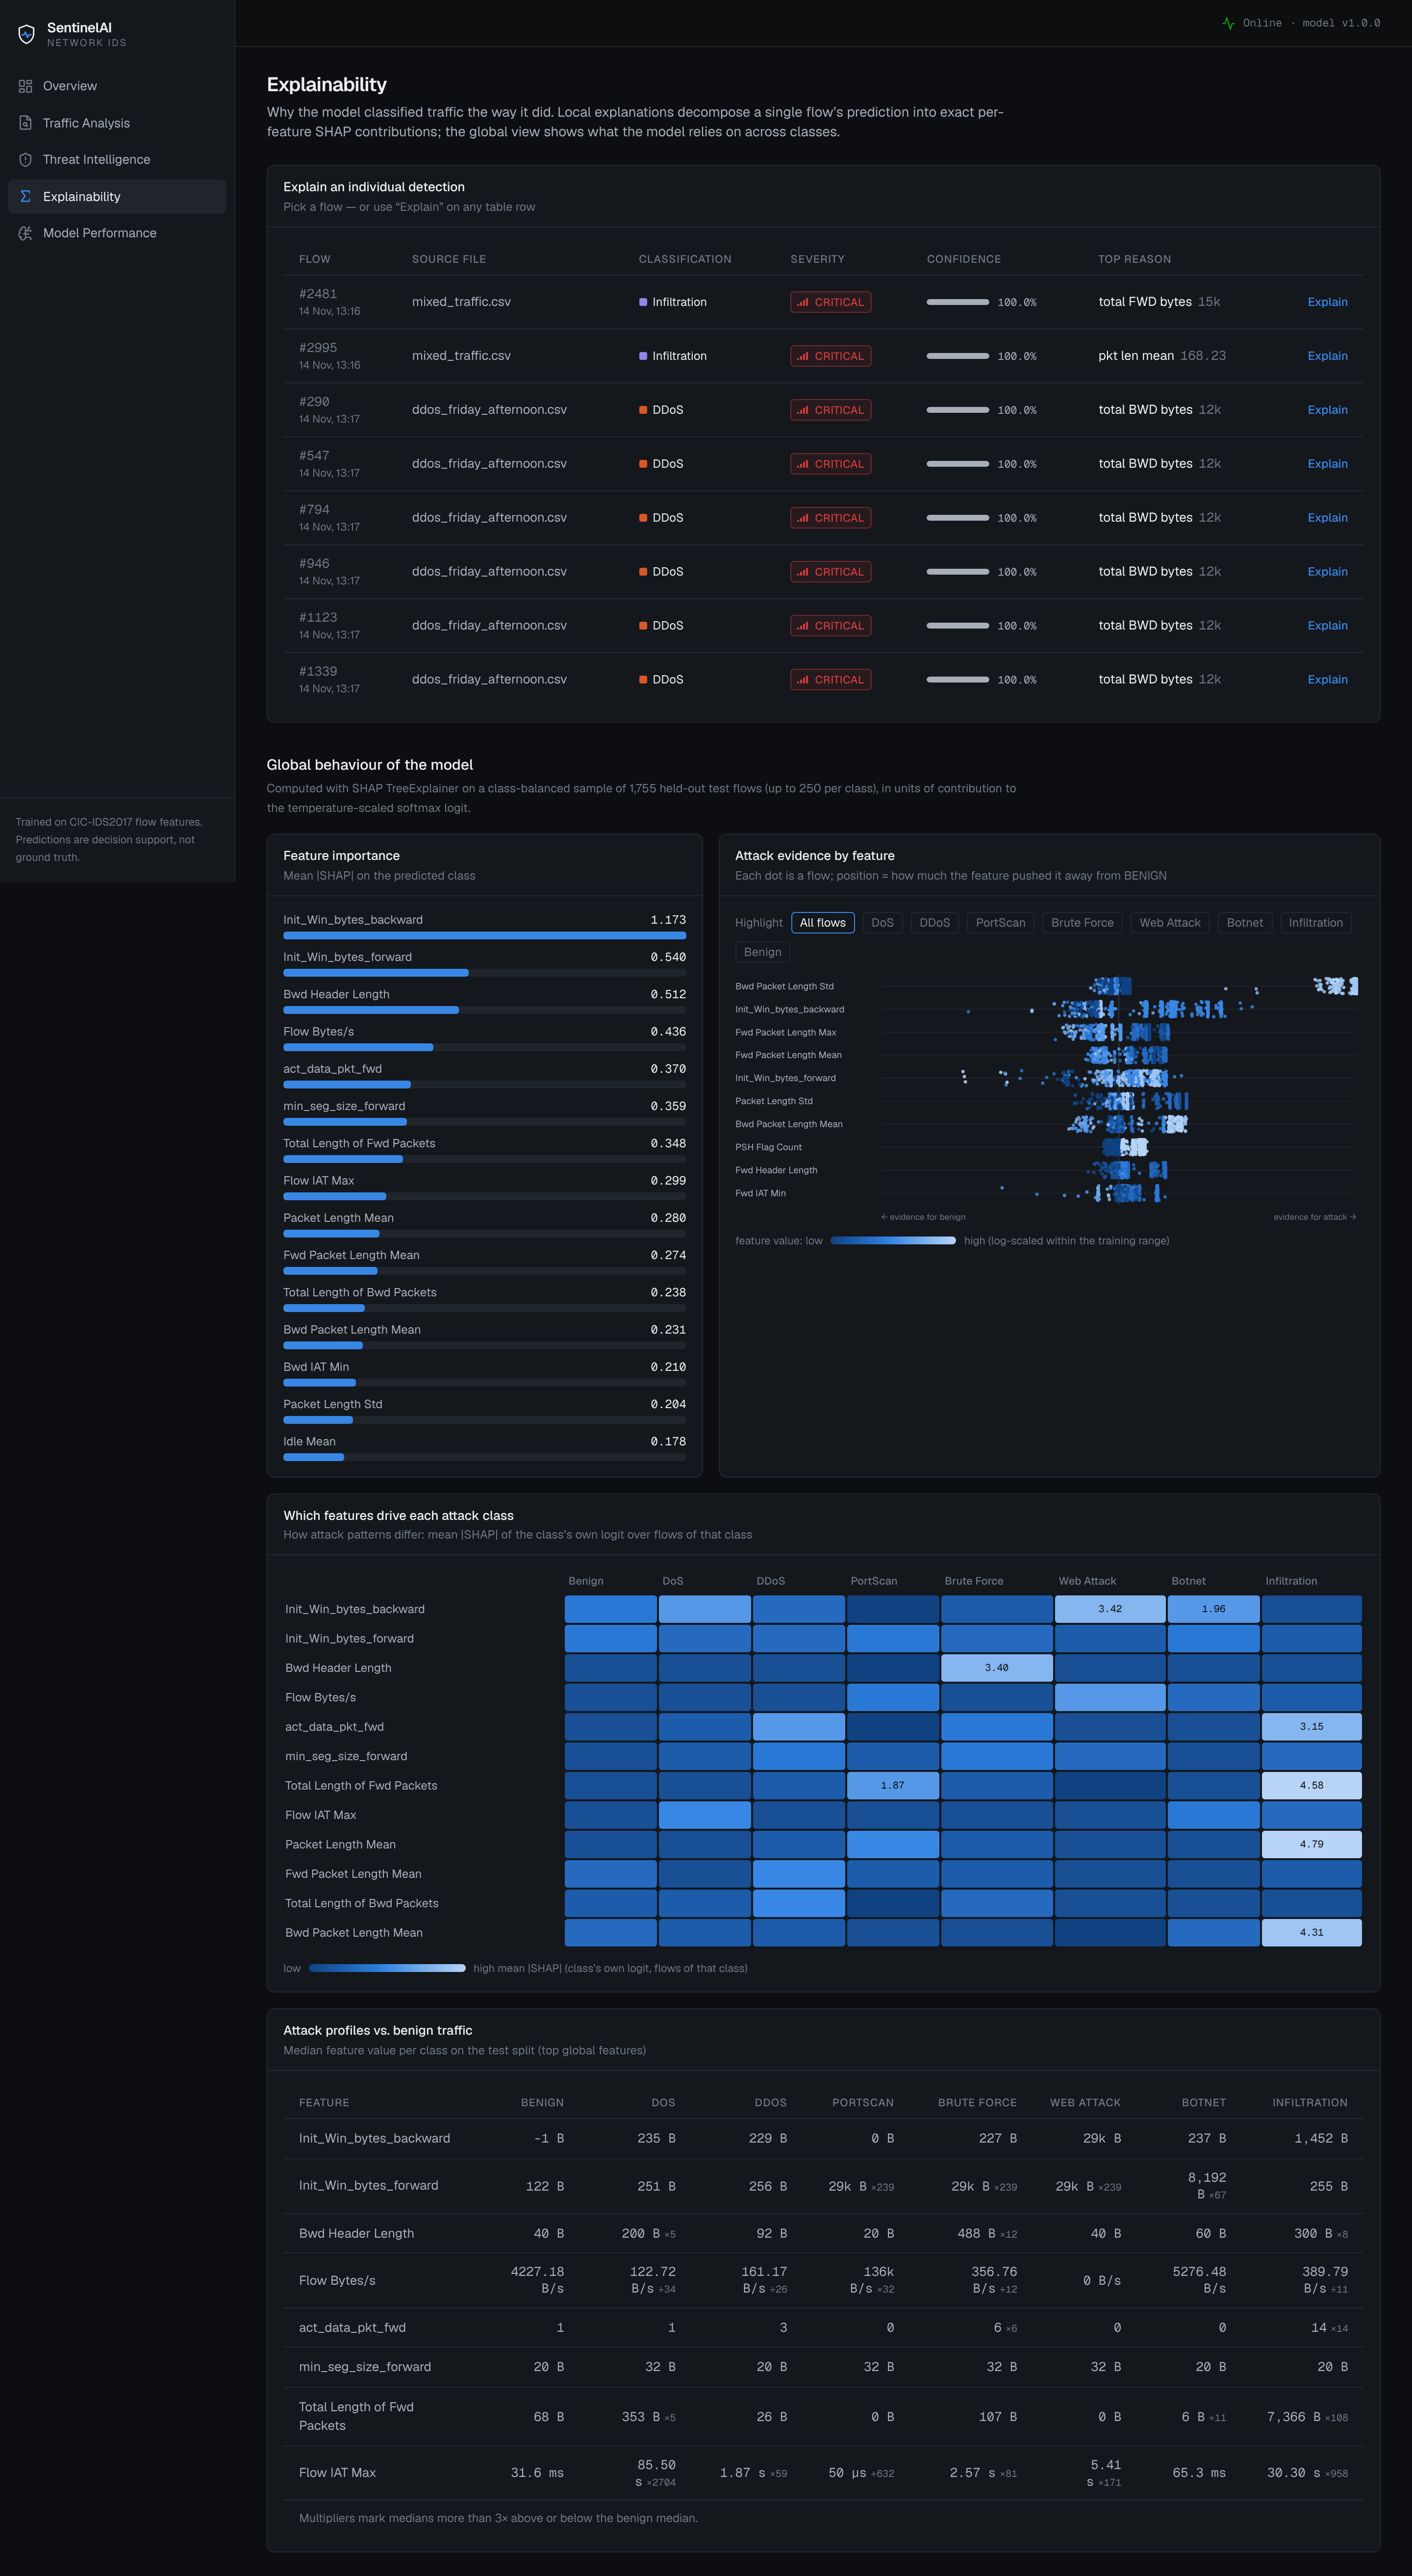 SentinelAI
NETWORK IDS
Overview
Traffic Analysis
Threat Intelligence
Explainability
Model Performance
Trained on CIC-IDS2017 flow features.
Predictions are decision support, not
ground truth.
Online · model v1.0.0
Explainability
Why the model classified traffic the way it did. Local explanations decompose a single flow’s prediction into exact per-
feature SHAP contributions; the global view shows what the model relies on across classes.
Explain an individual detection
Pick a flow — or use “Explain” on any table row
FLOW SOURCE FILE CLASSIFICATION SEVERITY CONFIDENCE TOP REASON
#2481
14 Nov, 13:16
mixed_traffic.csv Infiltration CRITICAL 100.0% total FWD bytes 15k Explain
#2995
14 Nov, 13:16
mixed_traffic.csv Infiltration CRITICAL 100.0% pkt len mean 168.23 Explain
#290
14 Nov, 13:17
ddos_friday_afternoon.csv DDoS CRITICAL 100.0% total BWD bytes 12k Explain
#547
14 Nov, 13:17
ddos_friday_afternoon.csv DDoS CRITICAL 100.0% total BWD bytes 12k Explain
#794
14 Nov, 13:17
ddos_friday_afternoon.csv DDoS CRITICAL 100.0% total BWD bytes 12k Explain
#946
14 Nov, 13:17
ddos_friday_afternoon.csv DDoS CRITICAL 100.0% total BWD bytes 12k Explain
#1123
14 Nov, 13:17
ddos_friday_afternoon.csv DDoS CRITICAL 100.0% total BWD bytes 12k Explain
#1339
14 Nov, 13:17
ddos_friday_afternoon.csv DDoS CRITICAL 100.0% total BWD bytes 12k Explain
Global behaviour of the model
Computed with SHAP TreeExplainer on a class-balanced sample of 1,755 held-out test flows (up to 250 per class), in units of contribution to
the temperature-scaled softmax logit.
Feature importance
Mean |SHAP| on the predicted class
Init_Win_bytes_backward 1.173
Init_Win_bytes_forward 0.540
Bwd Header Length 0.512
Flow Bytes/s 0.436
act_data_pkt_fwd 0.370
min_seg_size_forward 0.359
Total Length of Fwd Packets 0.348
Flow IAT Max 0.299
Packet Length Mean 0.280
Fwd Packet Length Mean 0.274
Total Length of Bwd Packets 0.238
Bwd Packet Length Mean 0.231
Bwd IAT Min 0.210
Packet Length Std 0.204
Idle Mean 0.178
Attack evidence by feature
Each dot is a flow; position = how much the feature pushed it away from BENIGN
Highlight All flows DoS DDoS PortScan Brute Force Web Attack Botnet Infiltration
Benign
Bwd Packet Length Std
Init_Win_bytes_backward
Fwd Packet Length Max
Fwd Packet Length Mean
Init_Win_bytes_forward
Packet Length Std
Bwd Packet Length Mean
PSH Flag Count
Fwd Header Length
Fwd IAT Min
← evidence for benign evidence for attack →
feature value: low high (log-scaled within the training range)
Which features drive each attack class
How attack patterns differ: mean |SHAP| of the class’s own logit over flows of that class
Benign DoS DDoS PortScan Brute Force Web Attack Botnet Infiltration
Init_Win_bytes_backward 3.42 1.96
Init_Win_bytes_forward
Bwd Header Length 3.40
Flow Bytes/s
act_data_pkt_fwd 3.15
min_seg_size_forward
Total Length of Fwd Packets 1.87 4.58
Flow IAT Max
Packet Length Mean 4.79
Fwd Packet Length Mean
Total Length of Bwd Packets
Bwd Packet Length Mean 4.31
low high mean |SHAP| (class’s own logit, flows of that class)
Attack profiles vs. benign traffic
Median feature value per class on the test split (top global features)
FEATURE BENIGN DOS DDOS PORTSCAN BRUTE FORCE WEB ATTACK BOTNET INFILTRATION
Init_Win_bytes_backward -1 B 235 B 229 B 0 B 227 B 29k B 237 B 1,452 B
Init_Win_bytes_forward 122 B 251 B 256 B 29k B ×239 29k B ×239 29k B ×239 8,192 B ×67 255 B
Bwd Header Length 40 B 200 B ×5 92 B 20 B 488 B ×12 40 B 60 B 300 B ×8
Flow Bytes/s 4227.18 B/s 122.72 B/s ÷34 161.17 B/s ÷26 136k B/s ×32 356.76 B/s ÷12 0 B/s 5276.48 B/s 389.79 B/s ÷11
act_data_pkt_fwd 1 1 3 0 6 ×6 0 0 14 ×14
min_seg_size_forward 20 B 32 B 20 B 32 B 32 B 32 B 20 B 20 B
Total Length of Fwd Packets 68 B 353 B ×5 26 B 0 B 107 B 0 B 6 B ÷11 7,366 B ×108
Flow IAT Max 31.6 ms 85.50 s ×2704 1.87 s ×59 50 µs ÷632 2.57 s ×81 5.41 s ×171 65.3 ms 30.30 s ×958
Multipliers mark medians more than 3× above or below the benign median.